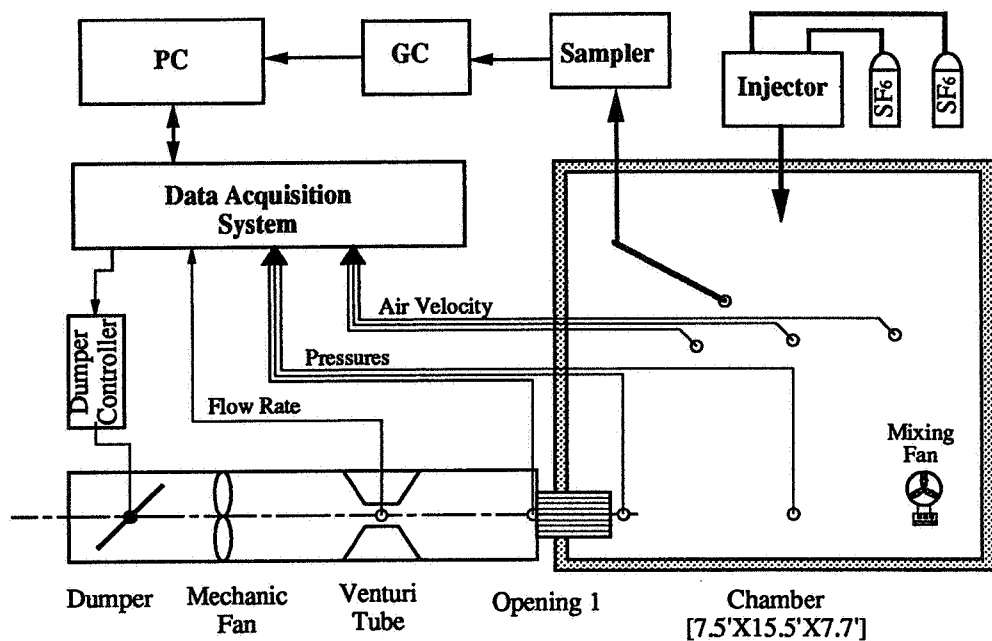 PC
GC
Sampler
Injector
SF6
SF6
Data Acquisition
System
Air Velocity
Pressures
Flow Rate
Dumper
Controller
Mixing
Fan
Dumper
Mechanic
Fan
Venturi
Tube
Opening 1
Chamber
[7.5'X15.5'X7.7']